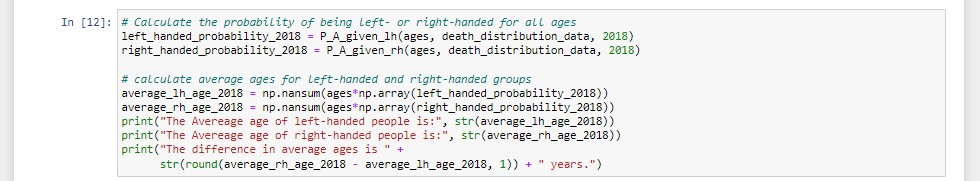 In [12]: # Calculate the probability of being left- or right-handed for all ages
left_handed_probability_2018 = P_A_given_lh(ages, death_distribution_data, 2018)
right_handed_probability_2018 = P_A_given_rh(ages, death_distribution_data, 2018)
# calculate average ages for left-handed and right-handed groups
average_lh_age_2018 = np.nansum(ages*np.array(left_handed_probability_2018))
average_rh_age_2018 = np.nansum(ages*np.array(right_handed_probability_2018))
print("The Avereage age of left-handed people is:", str(average_lh_age_2018))
print("The Avereage age of right-handed people is:", str(average_rh_age_2018))
print("The difference in average ages is " +
str(round(average_rh_age_2018 - average_lh_age_2018, 1)) + " years.")